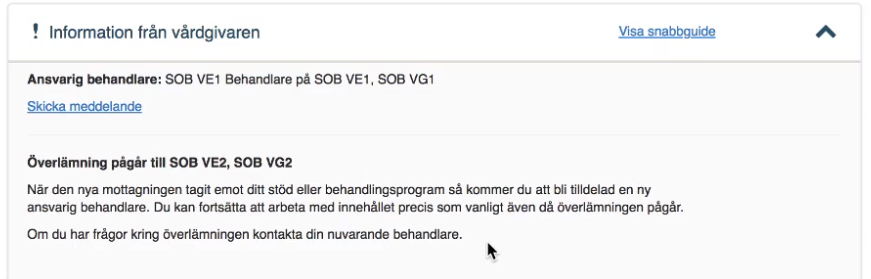 ! Information från vårdgivaren Visa snabbguide
Ansvarig behandlare: SOB VE1 Behandlare på SOB VE1, SOB VG1
Skicka meddelande
Överlämning pågår till SOB VE2, SOB VG2
När den nya mottagningen tagit emot ditt stöd eller behandlingsprogram så kommer du att bli tilldelad en ny
ansvarig behandlare. Du kan fortsätta att arbeta med innehållet precis som vanligt även då överlämningen pågår.
Om du har frågor kring överlämningen kontakta din nuvarande behandlare.